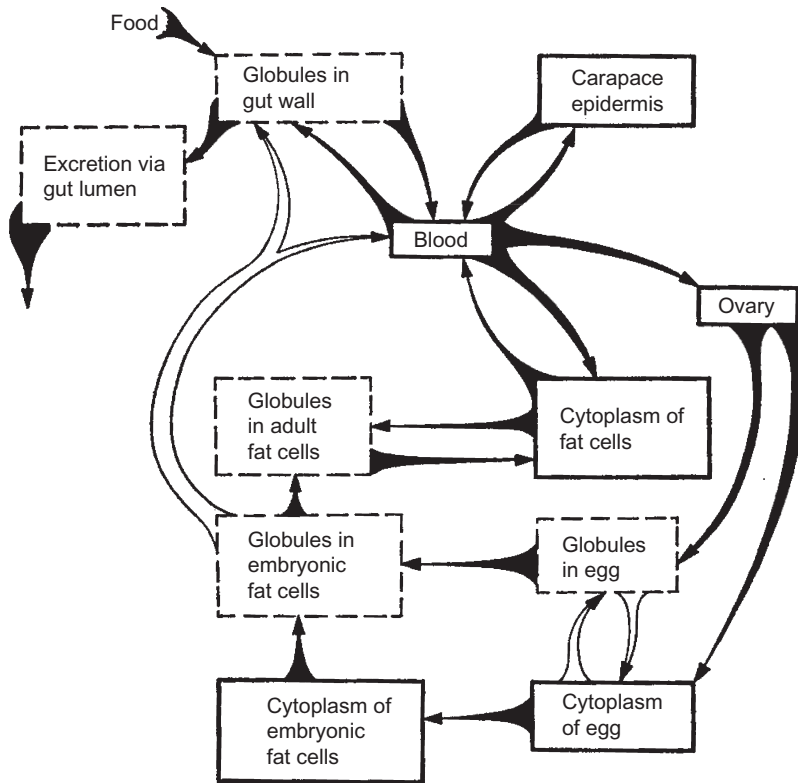 Food
Globules in
gut wall
Carapace
epidermis
Excretion via
gut lumen
Blood
Ovary
Globules
in adult
fat cells
Cytoplasm of
fat cells
Globules in
embryonic
fat cells
Globules
in egg
Cytoplasm of
embryonic
fat cells
Cytoplasm
of egg